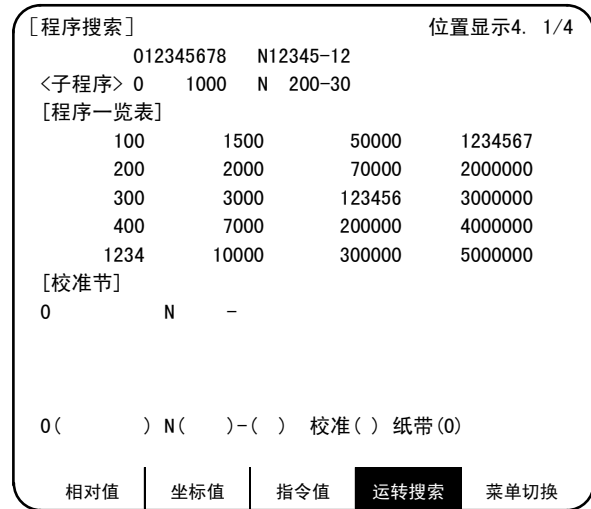 [程序搜索] 位置显示4. 1/4
O12345678 N12345-12
<子程序> O 1000 N 200-30
[程序一览表]
100 1500 50000 1234567
200 2000 70000 2000000
300 3000 123456 3000000
400 7000 200000 4000000
1234 10000 300000 5000000
[校准节]
O N -
O( ) N( )-( ) 校准( ) 纸带(0)
相对值 坐标值 指令值 运转搜索 菜单切换